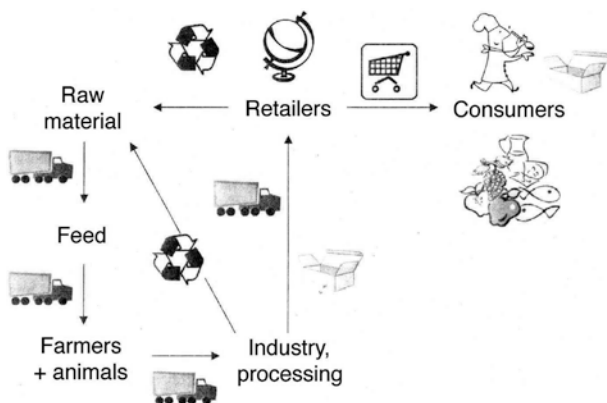 Raw
material
Retailers
Consumers
Feed
Farmers
+ animals
Industry,
processing